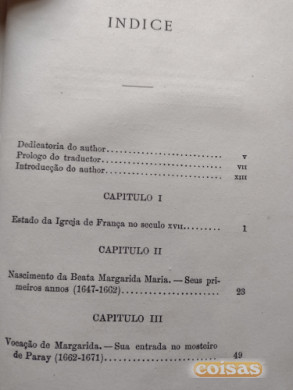 INDICE
Dedicatoria do author........................ v
Prologo do traductor........................ VII
Introducção do author........................ XIII
CAPITULO I
Estado da Igreja de França no seculo XVII.......... 1
CAPITULO II
Nascimento da Beata Margarida Maria. — Seus pri-
meiros annos (1647-1662)........................ 23
CAPITULO III
Vocação de Margarida. — Sua entrada no mosteiro
de Paray (1662-1671)........................ 49
coisas